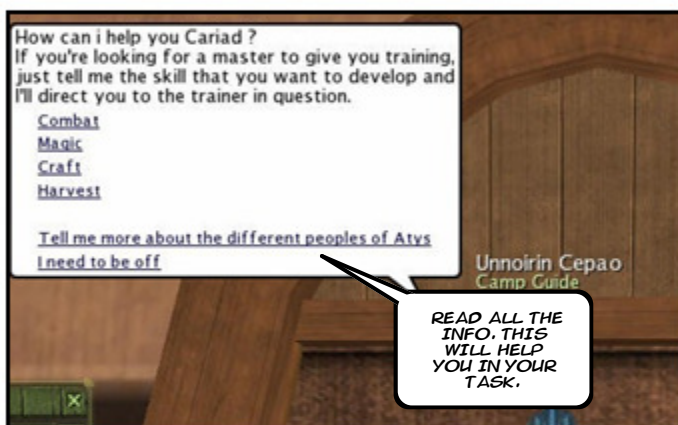 How can i help you Cariad ?
If you're looking for a master to give you training,
just tell me the skill that you want to develop and
I'll direct you to the trainer in question.
Combat
Magic
Craft
Harvest
Tell me more about the different peoples of Atys
I need to be off
Unnoirin Cepao
Camp Guide
READ ALL THE
INFO. THIS
WILL HELP
YOU IN YOUR
TASK.